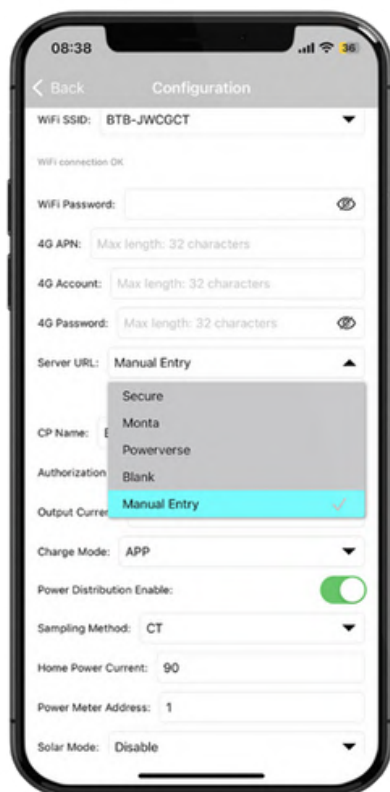 08:38 36
Back Configuration
WiFi SSID: BTB-JWCGCT
WiFi connection OK
WiFi Password:
4G APN: Max length: 32 characters
4G Account: Max length: 32 characters
4G Password: Max length: 32 characters
Server URL: Manual Entry
Secure
Monta
CP Name:
Powerverse
Authorization
Blank
Output Curre
Manual Entry
Charge Mode: APP
Power Distribution Enable:
Sampling Method: CT
Home Power Current: 90
Power Meter Address: 1
Solar Mode: Disable